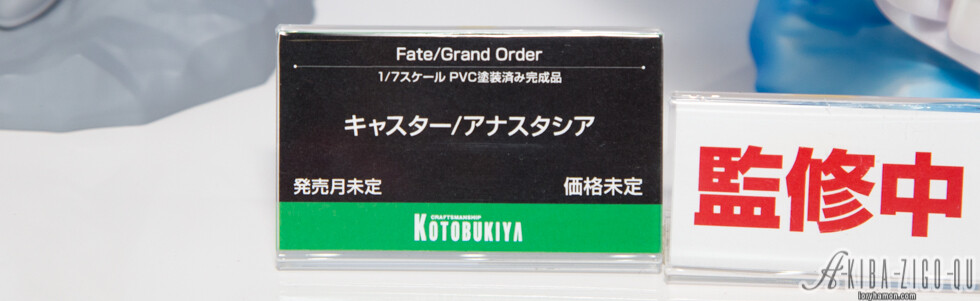 Fate/Grand Order
1/7スケール PVC塗装済み完成品
キャスター/アナスタシア
発売月未定 価格未定
CRAFTSMANSHIP
KOTOBUKIYA
監修中
AKIBA-ZIGO-QU